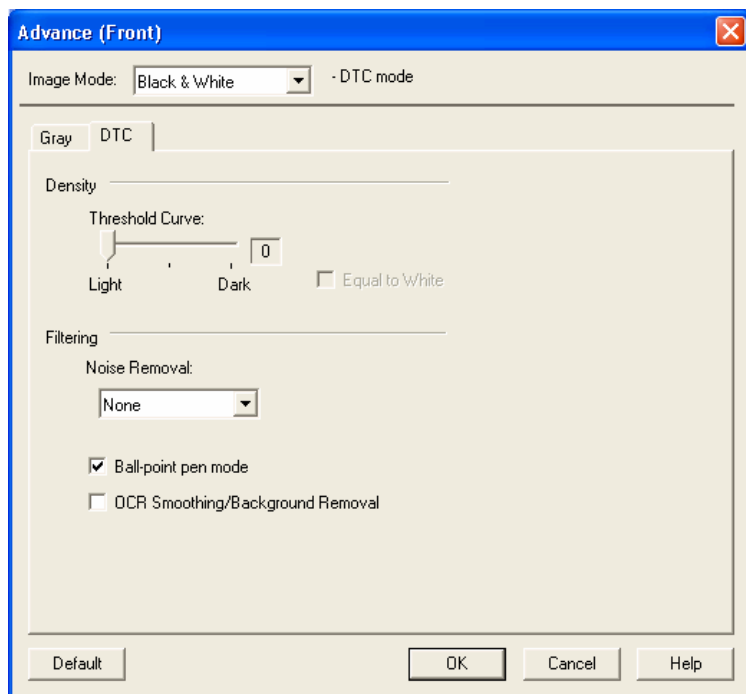 Advance (Front)
Image Mode: Black & White - DTC mode
Gray DTC
Density
Threshold Curve:
0
Light Dark Equal to White
Filtering
Noise Removal:
None
Ball-point pen mode
OCR Smoothing/Background Removal
Default OK Cancel Help